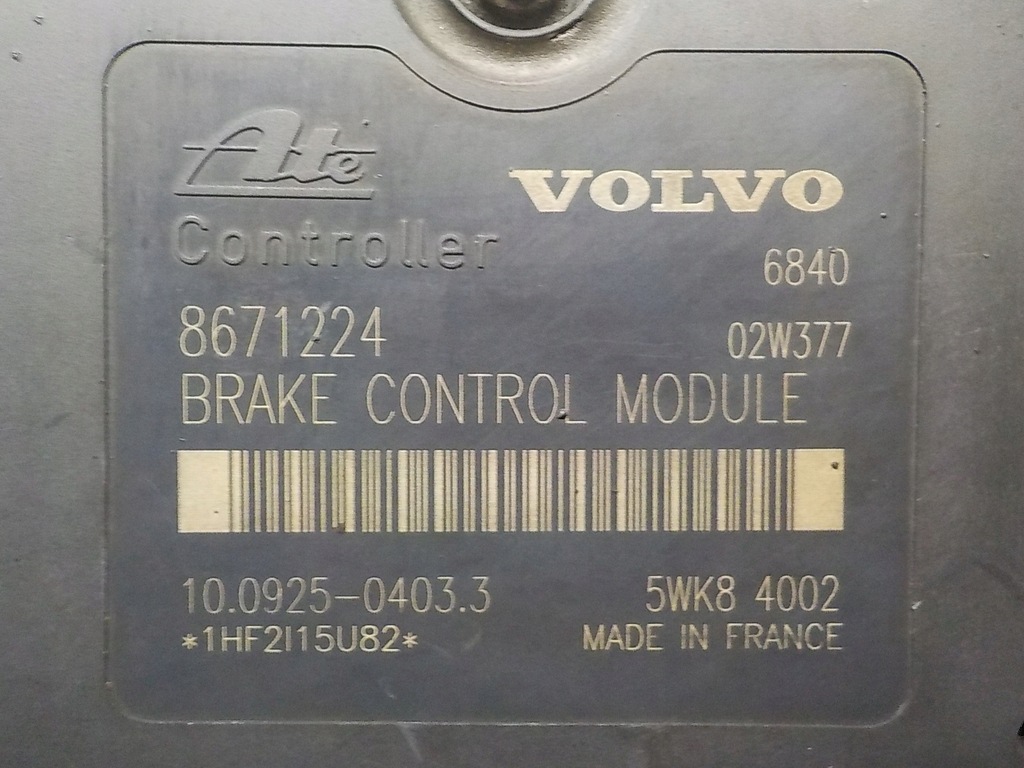 Ate
VOLVO
Controller
6840
8671224
02W377
BRAKE CONTROL MODULE
10.0925-0403.3
5WK8 4002
*1HF2I15U82*
MADE IN FRANCE